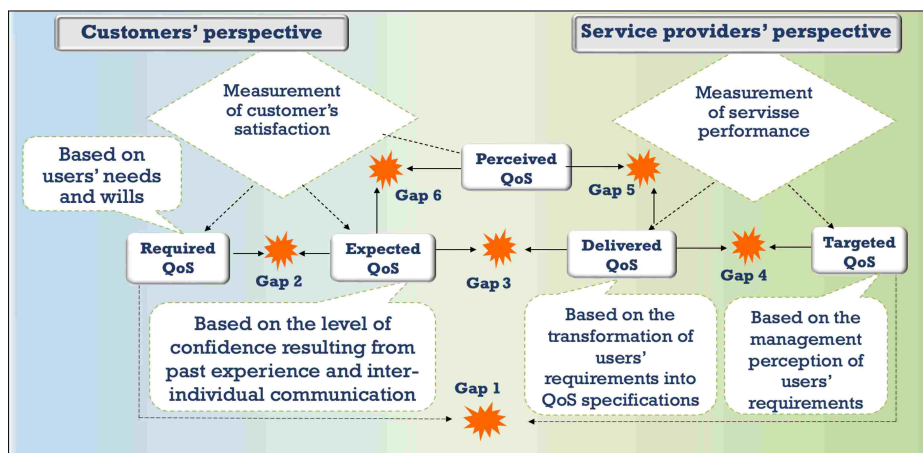 Customers' perspective
Service providers' perspective
Measurement
of customer's
satisfaction
Measurement
of servisse
performance
Based on
users' needs
and wills
Perceived
QoS
Gap 6
Gap 5
Required
QoS
Gap 2
Expected
QoS
Gap 3
Delivered
QoS
Gap 4
Targeted
QoS
Based on the level of
confidence resulting from
past experience and inter-
individual communication
Based on the
transformation of
users'
requirements into
QoS specifications
Based on the
management
perception of
users'
requirements
Gap 1